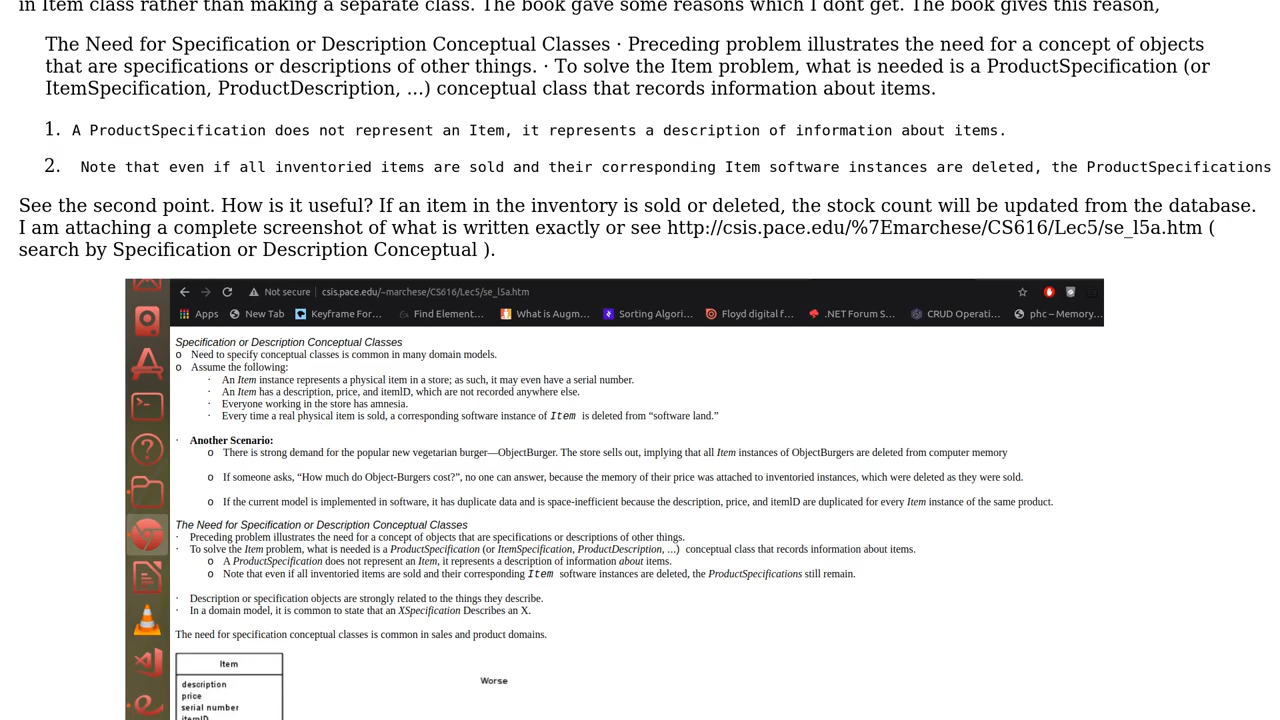 in Item class rather than making a separate class. The book gave some reasons which I dont get. The book gives this reason,
The Need for Specification or Description Conceptual Classes · Preceding problem illustrates the need for a concept of objects
that are specifications or descriptions of other things. · To solve the Item problem, what is needed is a ProductSpecification (or
ItemSpecification, ProductDescription, …) conceptual class that records information about items.
1. A ProductSpecification does not represent an Item, it represents a description of information about items.
2. Note that even if all inventoried items are sold and their corresponding Item software instances are deleted, the ProductSpecifications
See the second point. How is it useful? If an item in the inventory is sold or deleted, the stock count will be updated from the database.
I am attaching a complete screenshot of what is written exactly or see http://csis.pace.edu/%7Emarchese/CS616/Lec5/se_l5a.htm (
search by Specification or Description Conceptual ).
Not secure | csis.pace.edu/~marchese/CS616/Lec5/se_l5a.htm
Apps New Tab Keyframe For… Find Element… What is Augm… Sorting Algori… Floyd digital f… .NET Forum S… CRUD Operati… phc – Memory…
Specification or Description Conceptual Classes
o Need to specify conceptual classes is common in many domain models.
o Assume the following:
· An Item instance represents a physical item in a store; as such, it may even have a serial number.
· An Item has a description, price, and itemID, which are not recorded anywhere else.
· Everyone working in the store has amnesia.
· Every time a real physical item is sold, a corresponding software instance of Item is deleted from “software land.”
· Another Scenario:
o There is strong demand for the popular new vegetarian burger—ObjectBurger. The store sells out, implying that all Item instances of ObjectBurgers are deleted from computer memory
o If someone asks, “How much do Object-Burgers cost?”, no one can answer, because the memory of their price was attached to inventoried instances, which were deleted as they were sold.
o If the current model is implemented in software, it has duplicate data and is space-inefficient because the description, price, and itemID are duplicated for every Item instance of the same product.
The Need for Specification or Description Conceptual Classes
· Preceding problem illustrates the need for a concept of objects that are specifications or descriptions of other things.
· To solve the Item problem, what is needed is a ProductSpecification (or ItemSpecification, ProductDescription, …) conceptual class that records information about items.
o A ProductSpecification does not represent an Item, it represents a description of information about items.
o Note that even if all inventoried items are sold and their corresponding Item software instances are deleted, the ProductSpecifications still remain.
· Description or specification objects are strongly related to the things they describe.
· In a domain model, it is common to state that an XSpecification Describes an X.
The need for specification conceptual classes is common in sales and product domains.
Item
Worse
description
price
serial number
itemID